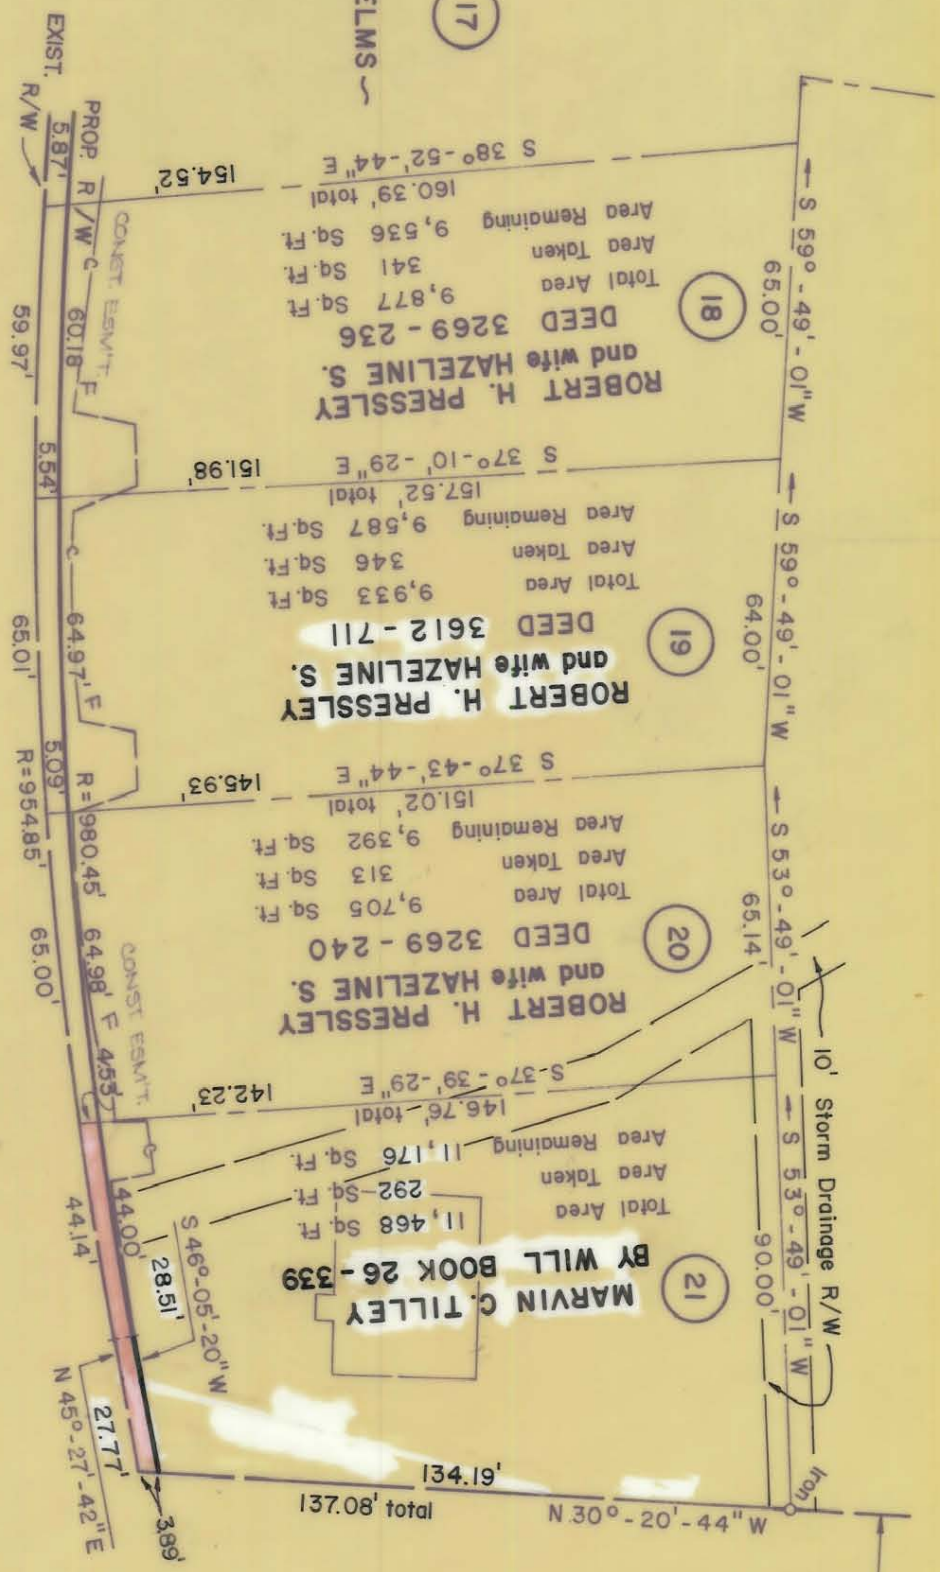 17
ELMS ~
EXIST. R/W
PROP. R/W
5.87'
154.52'
S 38°-52'-44" E
160.39' total
← S 59°-49'-01" W
65.00'
18
ROBERT H. PRESSLEY
and wife HAZELINE S.
DEED 3269-236
Total Area 9,877 Sq. Ft.
Area Taken 341 Sq. Ft.
Area Remaining 9,536 Sq. Ft.
CONST. ESM'T.
C
60.18'
F
59.97'
5.54'
151.98'
S 37°-10'-29" E
157.52' total
← S 59°-49'-01" W
64.00'
19
ROBERT H. PRESSLEY
and wife HAZELINE S.
DEED 3612-711
Total Area 9,933 Sq. Ft.
Area Taken 346 Sq. Ft.
Area Remaining 9,587 Sq. Ft.
C
64.97'
F
65.01'
5.09'
145.93'
S 37°-43'-44" E
151.02' total
← S 53°-49'-01" W
65.14'
20
ROBERT H. PRESSLEY
and wife HAZELINE S.
DEED 3269-240
Total Area 9,705 Sq. Ft.
Area Taken 313 Sq. Ft.
Area Remaining 9,392 Sq. Ft.
R=980.45'
64.98'
F
R=954.85'
65.00'
CONST. ESM'T.
4.53'
142.23'
S 37°-39'-29" E
146.76' total
← S 53°-49'-01" W
10' Storm Drainage R/W
90.00'
21
MARVIN C. TILLEY
BY WILL BOOK 26-339
Total Area 11,468 Sq. Ft.
Area Taken 292 Sq. Ft.
Area Remaining 11,176 Sq. Ft.
C
44.00'
44.14'
28.51'
S 46°-05'-20" W
27.77'
N 45°-27'-42" E
3.89'
134.19'
137.08' total
N 30°-20'-44" W
Iron